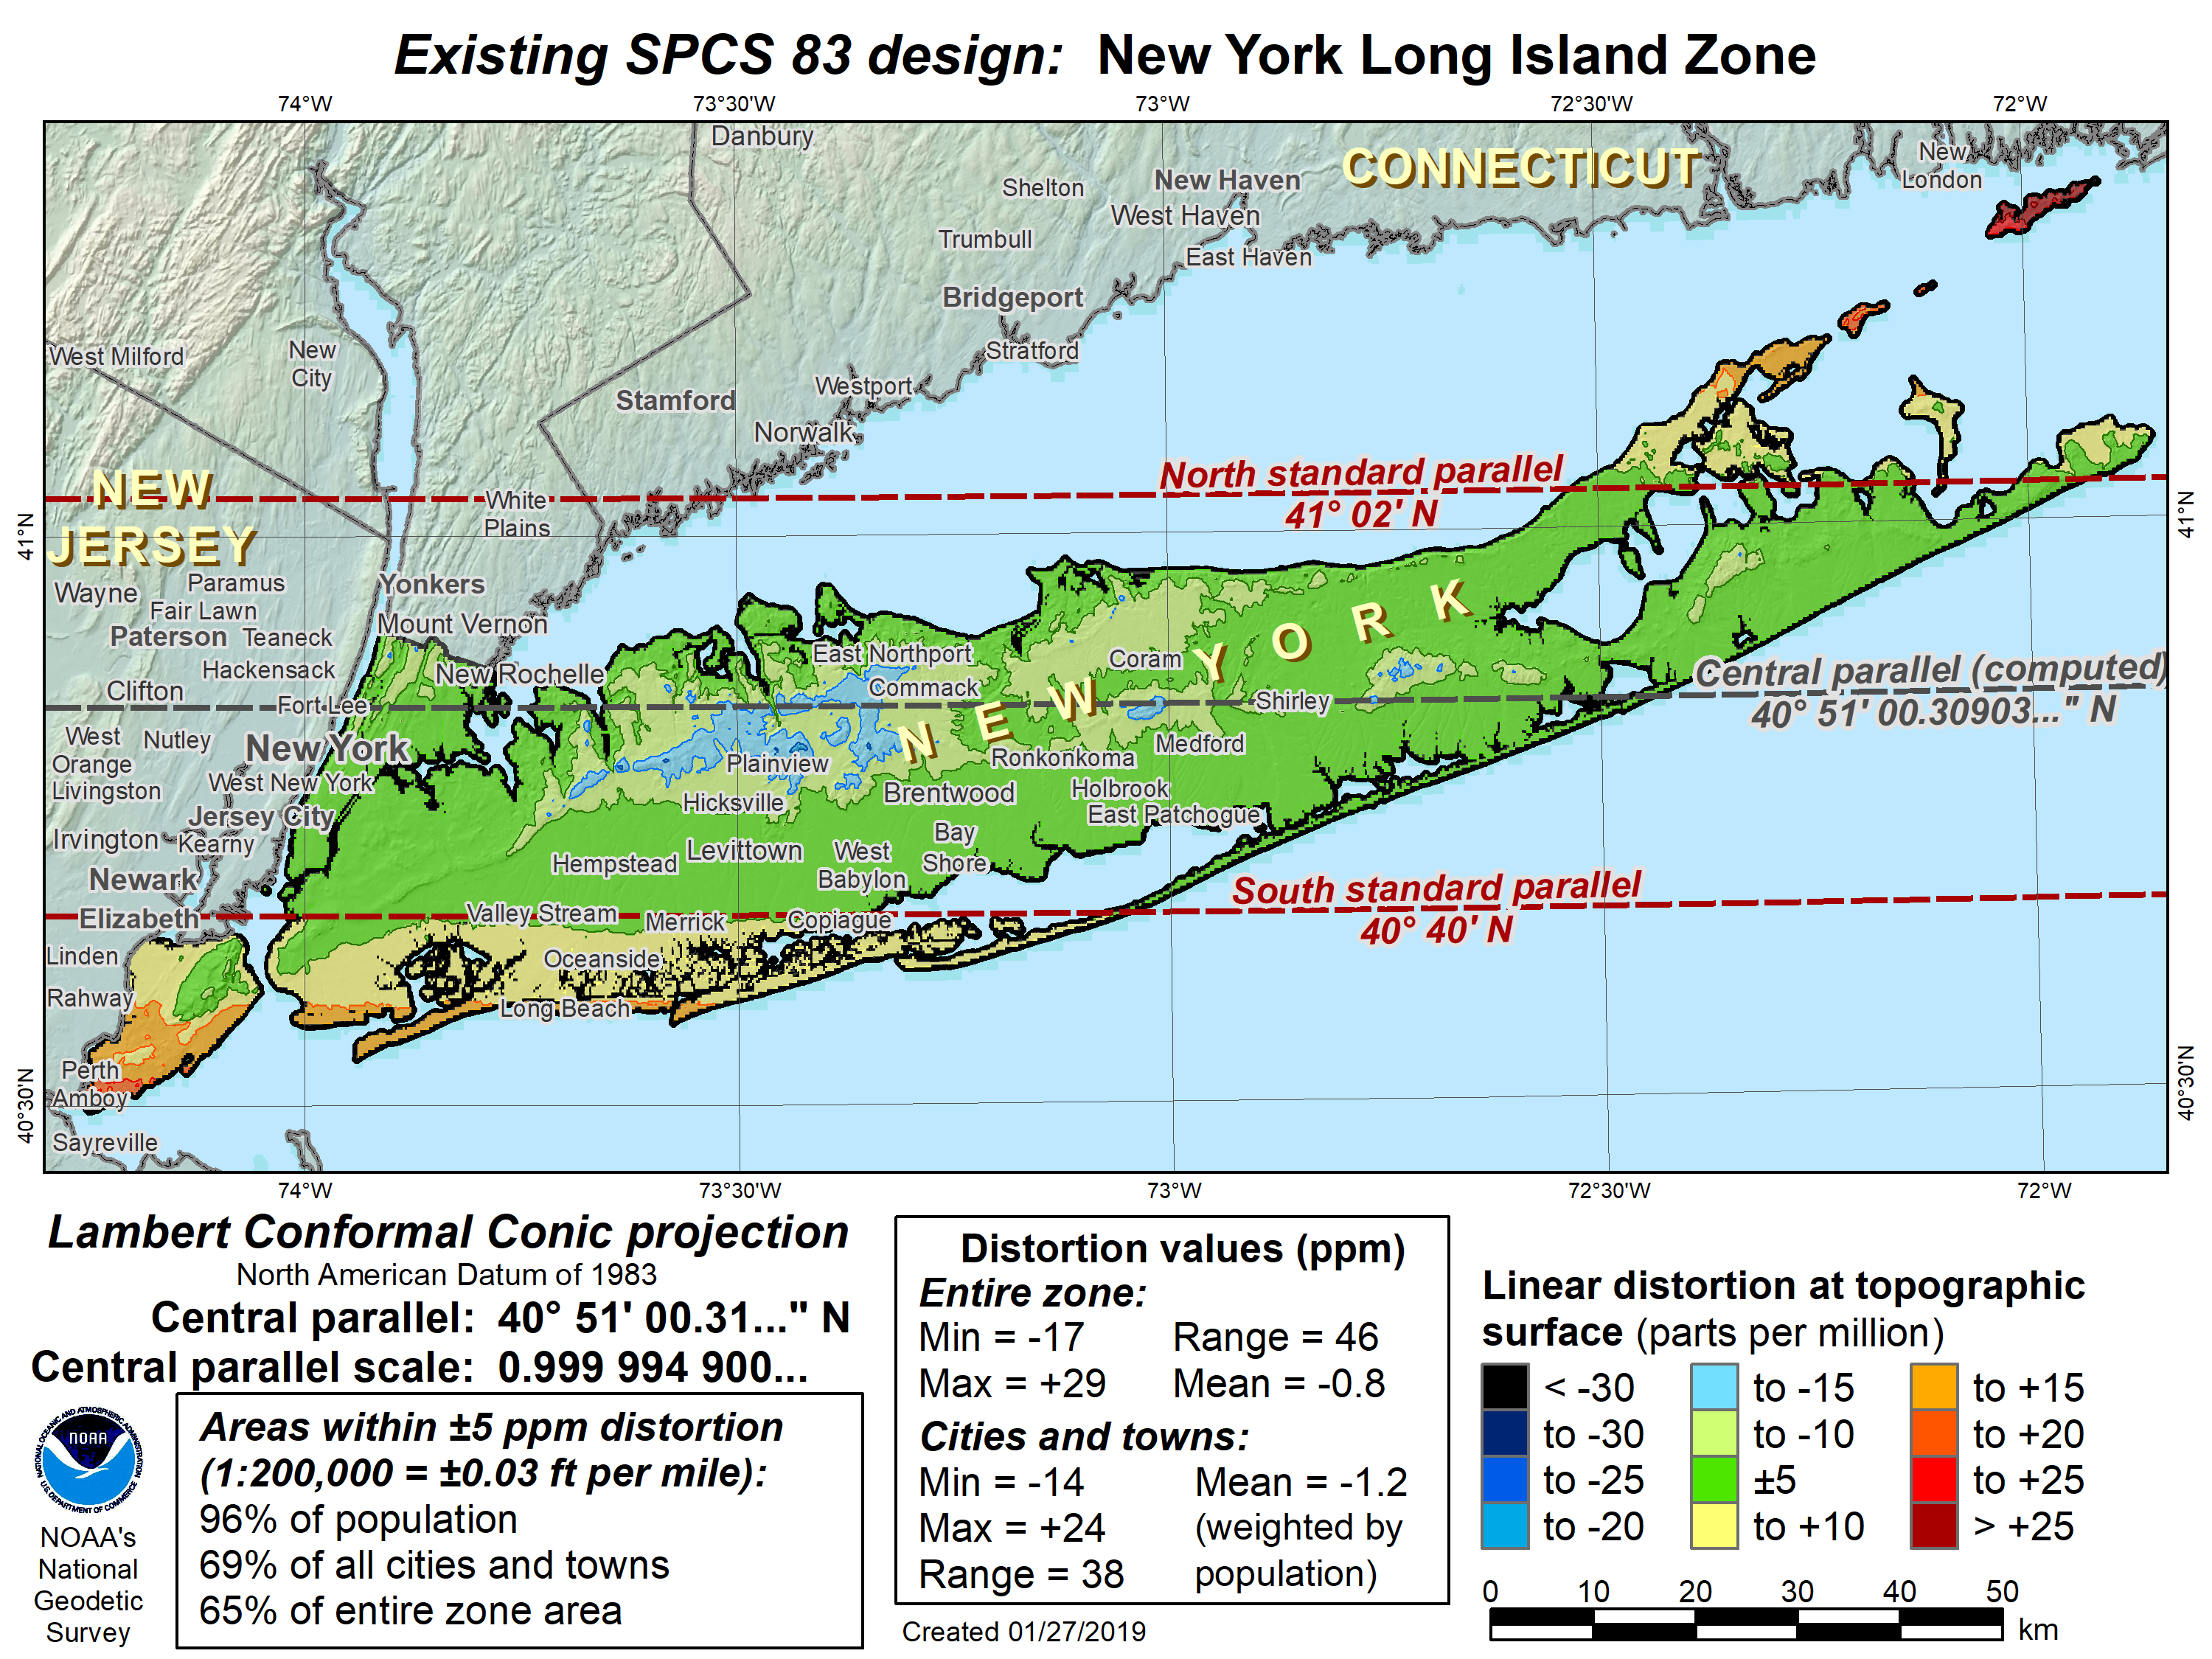 Existing SPCS 83 design: New York Long Island Zone
74°W 73°30'W 73°W 72°30'W 72°W
Danbury
CONNECTICUT
New
London
Shelton
New Haven
West Haven
Trumbull
East Haven
Bridgeport
Stratford
West Milford
New
City
Westport
Stamford
Norwalk
North standard parallel
41° 02' N
NEW
JERSEY
White
Plains
41°N
41°N
Wayne
Paramus
Yonkers
Fair Lawn
Mount Vernon
Paterson
Teaneck
Hackensack
New Rochelle
East Northport
Coram
Clifton
Commack
Fort Lee
Shirley
NEW YORK
Central parallel (computed)
40° 51' 00.30903..." N
West
Orange
Nutley
New York
Medford
Ronkonkoma
Plainview
Livingston
West New York
Hicksville
Brentwood
Holbrook
East Patchogue
Jersey City
Irvington
Kearny
Bay
Shore
Levittown
West
Babylon
Hempstead
Newark
South standard parallel
40° 40' N
Elizabeth
Valley Stream
Merrick
Copiague
Linden
Oceanside
Rahway
Long Beach
Perth
Amboy
40°30'N
40°30'N
Sayreville
74°W 73°30'W 73°W 72°30'W 72°W
Lambert Conformal Conic projection
North American Datum of 1983
Central parallel: 40° 51' 00.31..." N
Central parallel scale: 0.999 994 900...
NATIONAL OCEANIC AND ATMOSPHERIC ADMINISTRATION
NOAA
U.S. DEPARTMENT OF COMMERCE
NOAA's
National
Geodetic
Survey
Areas within ±5 ppm distortion
(1:200,000 = ±0.03 ft per mile):
96% of population
69% of all cities and towns
65% of entire zone area
Distortion values (ppm)
Entire zone:
Min = -17 Range = 46
Max = +29 Mean = -0.8
Cities and towns:
Min = -14 Mean = -1.2
Max = +24 (weighted by
Range = 38 population)
Created 01/27/2019
Linear distortion at topographic
surface (parts per million)
< -30 to -15 to +15
to -30 to -10 to +20
to -25 ±5 to +25
to -20 to +10 > +25
0 10 20 30 40 50
km